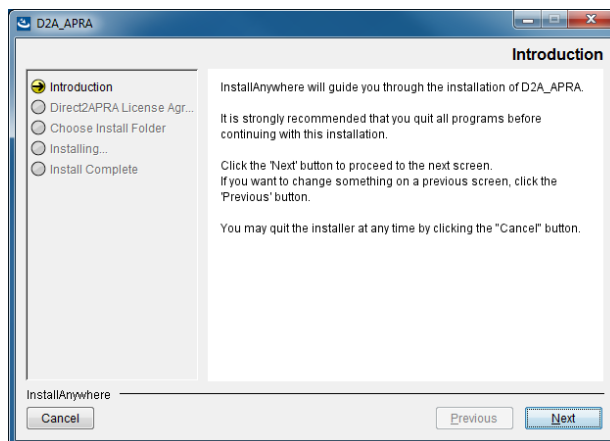 D2A_APRA
Introduction
Introduction
Direct2APRA License Agr...
Choose Install Folder
Installing...
Install Complete
InstallAnywhere will guide you through the installation of D2A_APRA.
It is strongly recommended that you quit all programs before
continuing with this installation.
Click the 'Next' button to proceed to the next screen.
If you want to change something on a previous screen, click the
'Previous' button.
You may quit the installer at any time by clicking the "Cancel" button.
InstallAnywhere
Cancel
Previous
Next